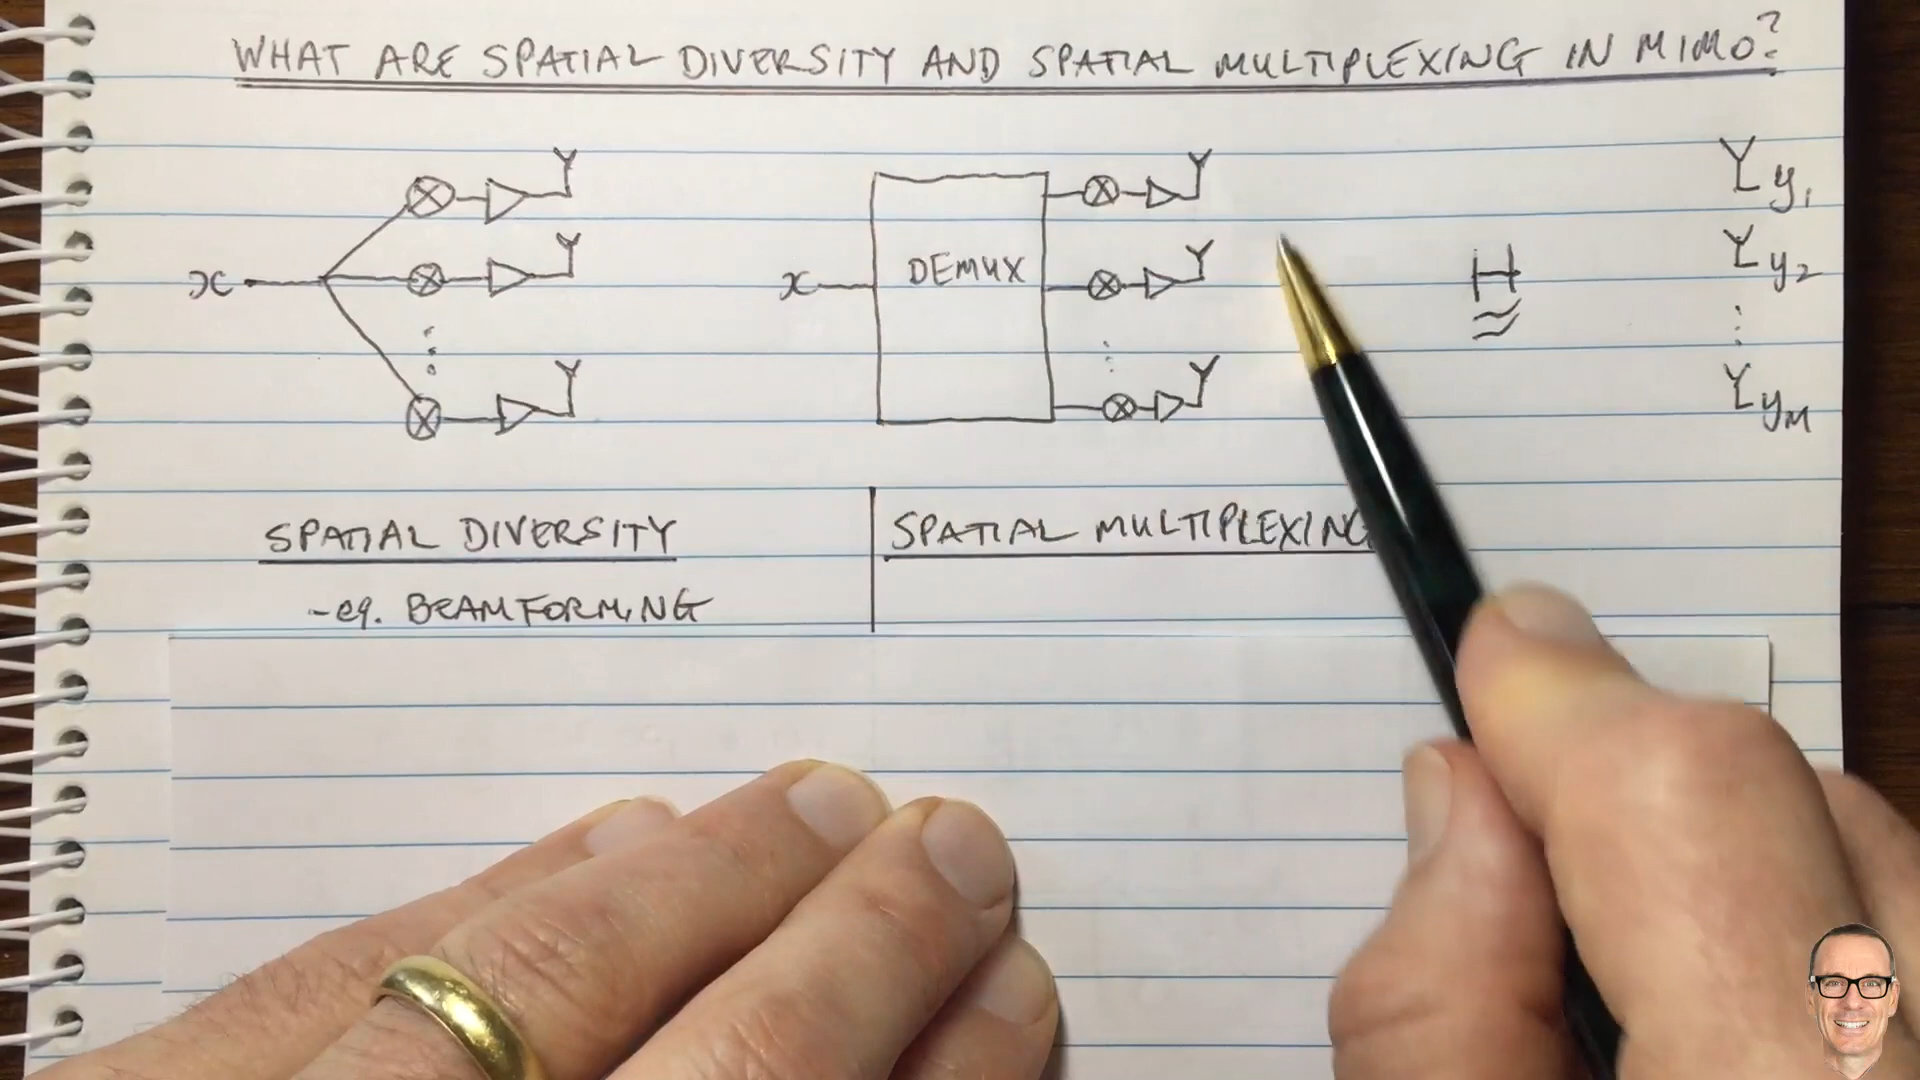 WHAT ARE SPATIAL DIVERSITY AND SPATIAL MULTIPLEXING IN MIMO?
x
x DEMUX
H
y1
y2
yM
SPATIAL DIVERSITY
SPATIAL MULTIPLEXING
-eg. BEAMFORMING